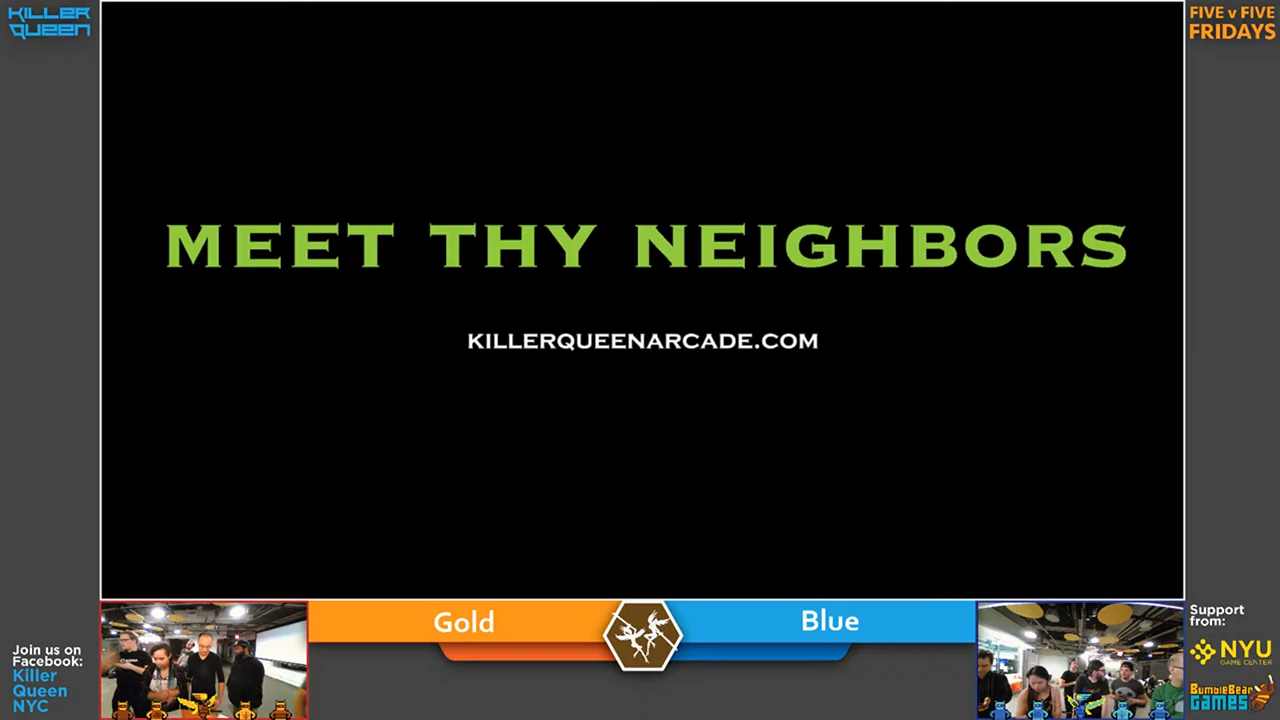 KILLER
QUEEN
FIVE v FIVE
FRIDAYS
MEET THY NEIGHBORS
KILLERQUEENARCADE.COM
Gold
Blue
Join us on
Facebook:
Killer
Queen
NYC
Support
from:
NYU
GAME CENTER
BUMBLEBEAR
GAMES